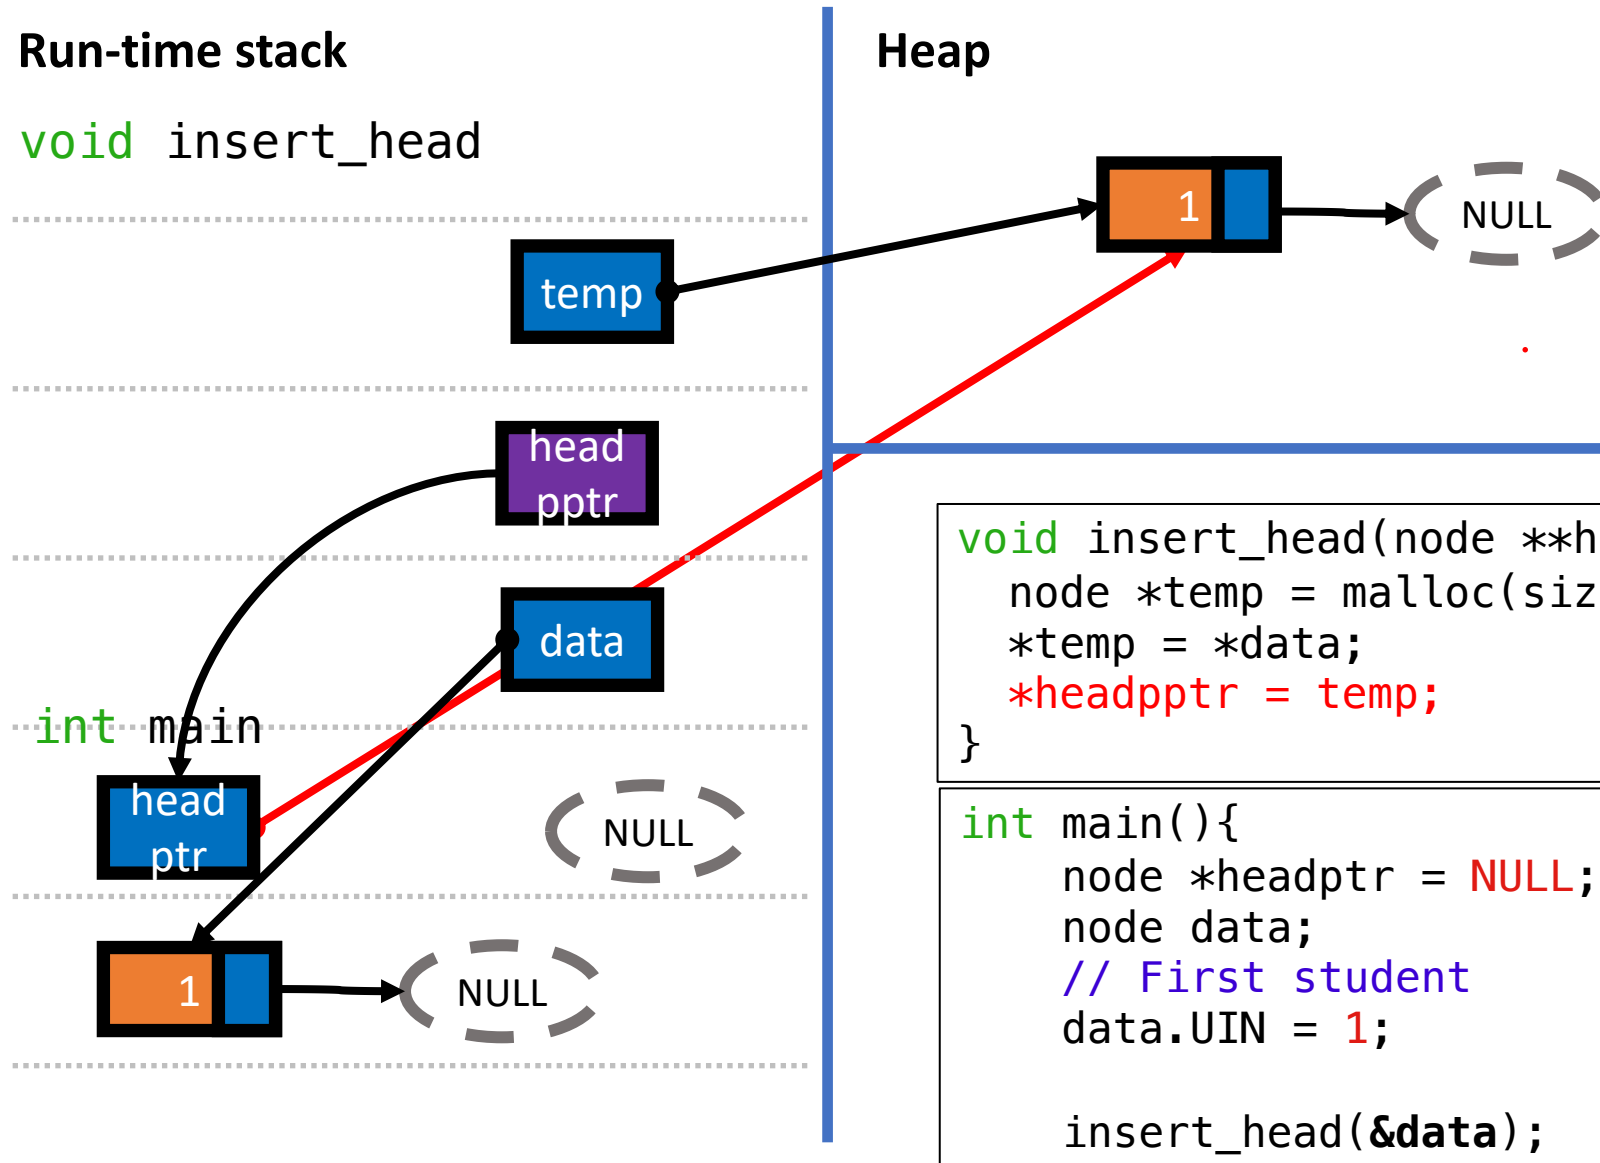 Run-time stack
Heap
void insert_head
1
NULL
temp
head
pptr
data
int main
head
ptr
NULL
1
NULL
void insert_head(node **h
node *temp = malloc(siz
*temp = *data;
*headpptr = temp;
}
int main(){
node *headptr = NULL;
node data;
// First student
data.UIN = 1;
insert_head(&data);